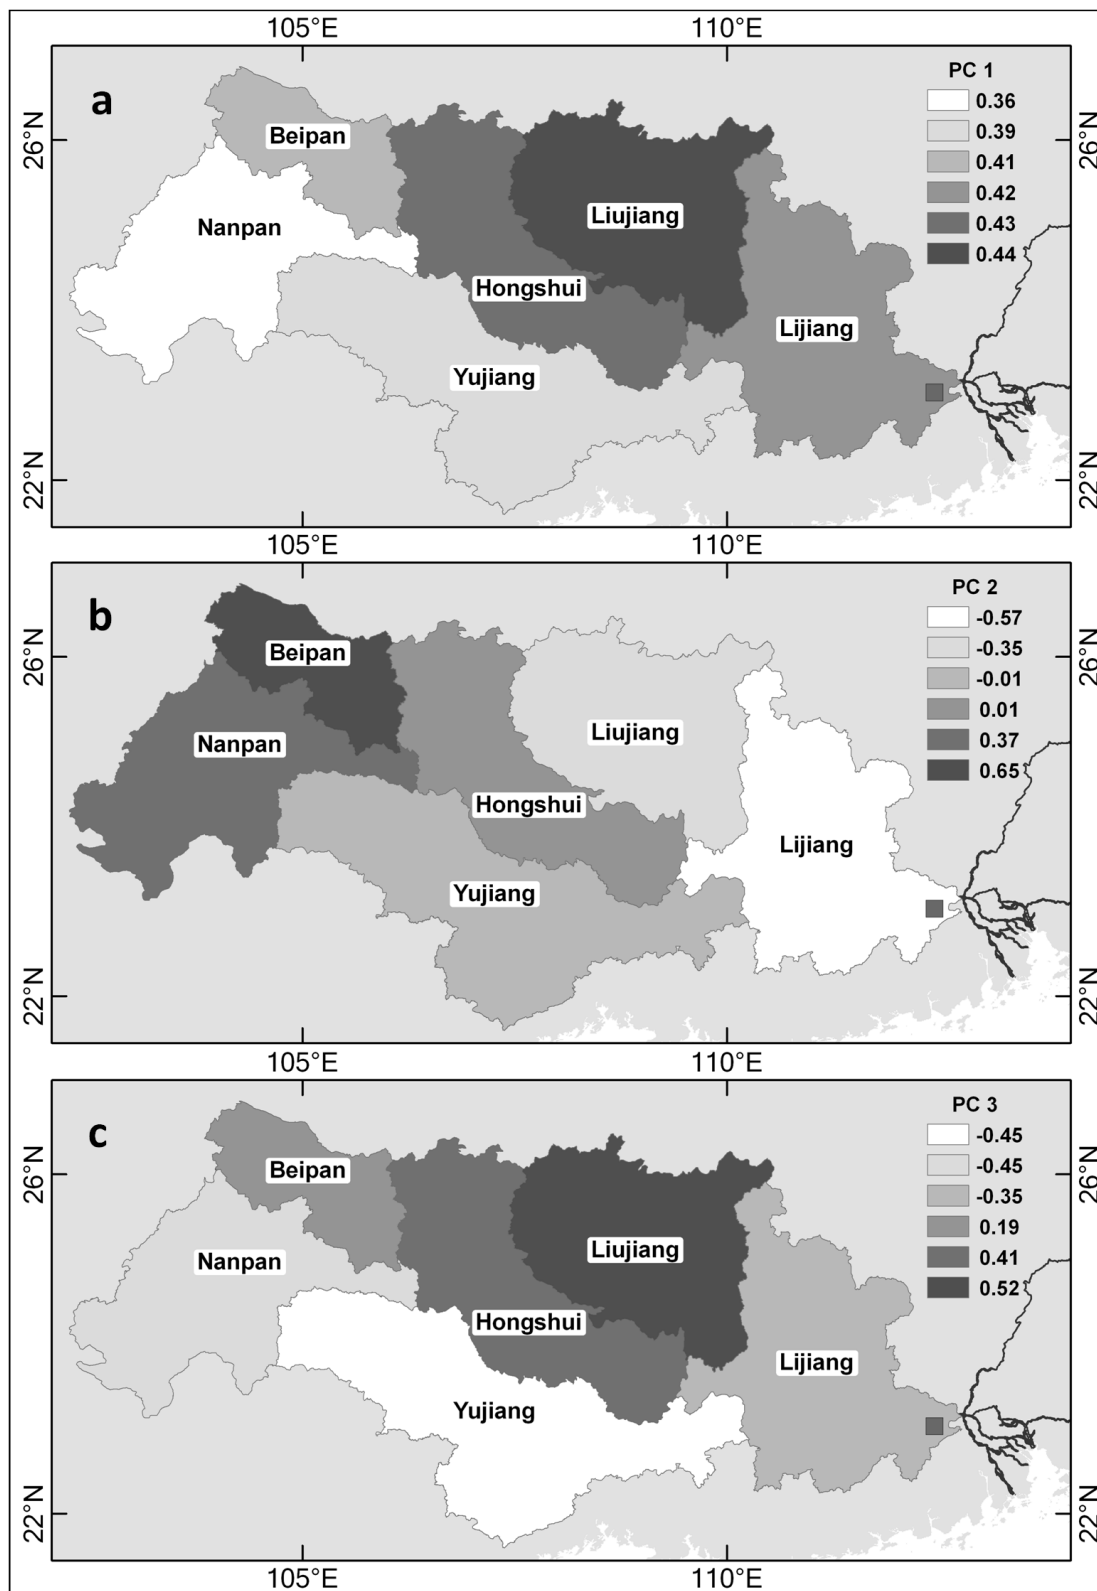 105°E 110°E
a
PC 1
0.36
0.39
0.41
0.42
0.43
0.44
26°N 26°N
Beipan
Nanpan
Liujiang
Hongshui
Lijiang
Yujiang
22°N 22°N
105°E 110°E
b
PC 2
-0.57
-0.35
-0.01
0.01
0.37
0.65
26°N 26°N
Beipan
Nanpan
Liujiang
Hongshui
Lijiang
Yujiang
22°N 22°N
105°E 110°E
c
PC 3
-0.45
-0.45
-0.35
0.19
0.41
0.52
26°N 26°N
Beipan
Nanpan
Liujiang
Hongshui
Lijiang
Yujiang
22°N 22°N
105°E 110°E